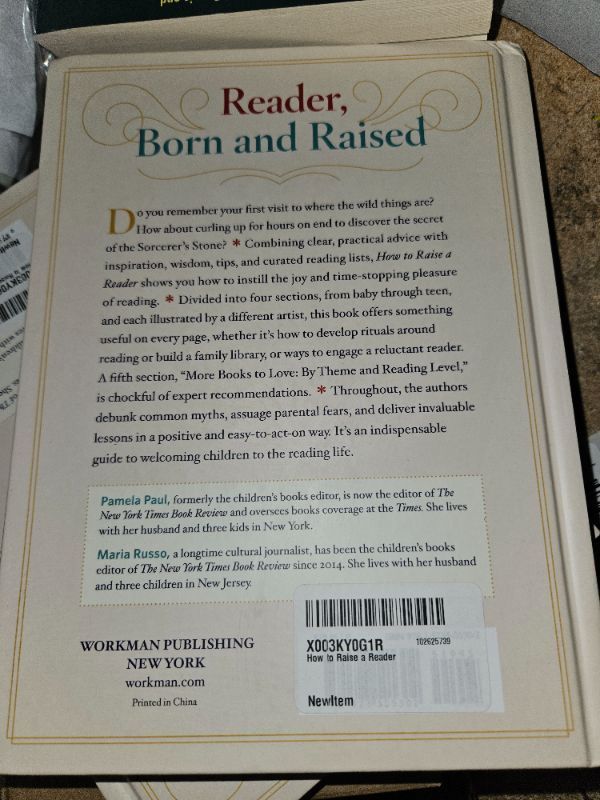 Reader,
Born and Raised
Do you remember your first visit to where the wild things are?
How about curling up for hours on end to discover the secret
of the Sorcerer's Stone? * Combining clear, practical advice with
inspiration, wisdom, tips, and curated reading lists, How to Raise a
Reader shows you how to instill the joy and time-stopping pleasure
of reading. * Divided into four sections, from baby through teen,
and each illustrated by a different artist, this book offers something
useful on every page, whether it's how to develop rituals around
reading or build a family library, or ways to engage a reluctant reader.
A fifth section, "More Books to Love: By Theme and Reading Level,"
is chockful of expert recommendations. * Throughout, the authors
debunk common myths, assuage parental fears, and deliver invaluable
lessons in a positive and easy-to-act-on way. It's an indispensable
guide to welcoming children to the reading life.
Pamela Paul, formerly the children's books editor, is now the editor of The
New York Times Book Review and oversees books coverage at the Times. She lives
with her husband and three kids in New York.
Maria Russo, a longtime cultural journalist, has been the children's books
editor of The New York Times Book Review since 2014. She lives with her husband
and three children in New Jersey.
WORKMAN PUBLISHING
NEW YORK
workman.com
Printed in China
X003KY0G1R 102625739
How to Raise a Reader
NewItem